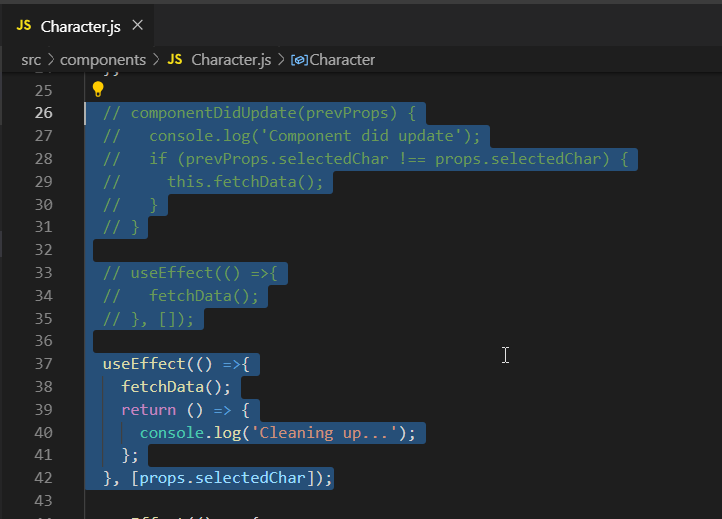 JS Character.js ×
src > components > JS Character.js > Character
25
26 // componentDidUpdate(prevProps) {
27 //   console.log('Component did update');
28 //   if (prevProps.selectedChar !== props.selectedChar) {
29 //     this.fetchData();
30 //   }
31 // }
32
33 // useEffect(() =>{
34 //   fetchData();
35 // }, []);
36
37 useEffect(() =>{
38   fetchData();
39   return () => {
40     console.log('Cleaning up...');
41   };
42 }, [props.selectedChar]);
43